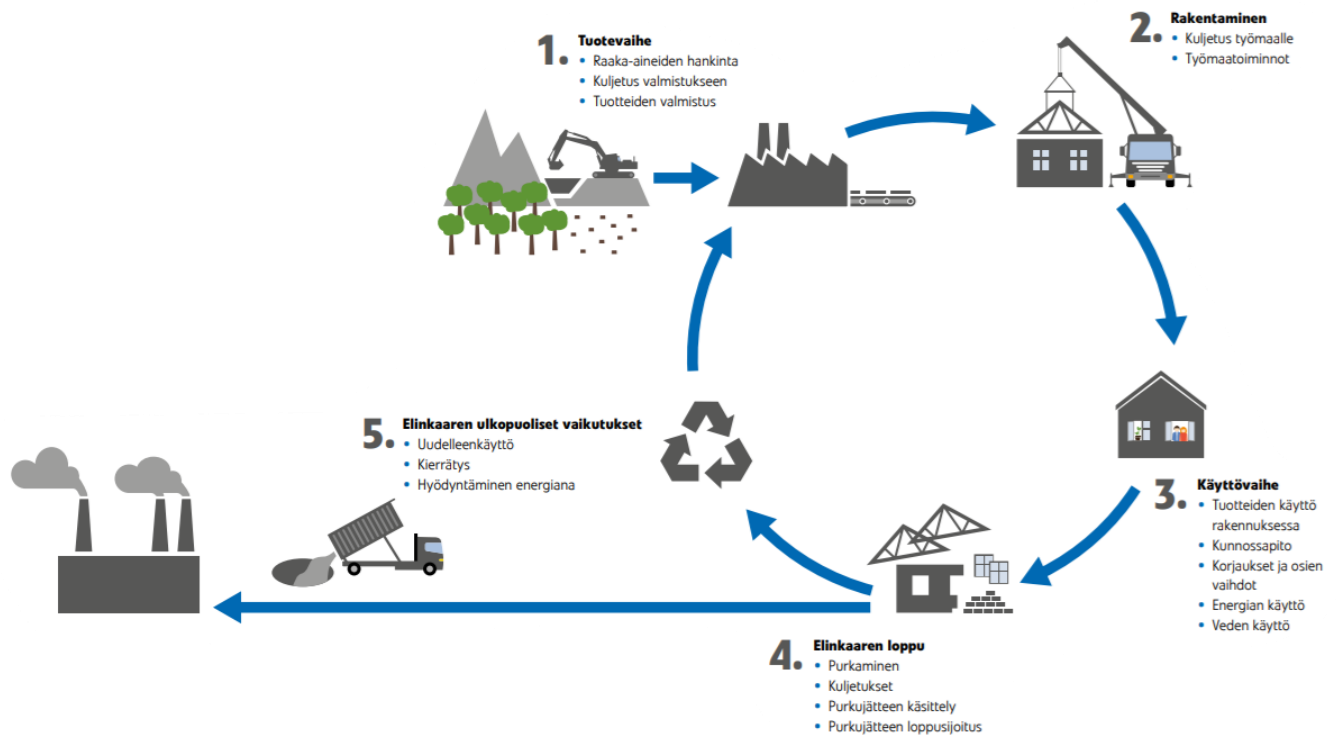 1. Tuotevaihe
• Raaka-aineiden hankinta
• Kuljetus valmistukseen
• Tuotteiden valmistus
2. Rakentaminen
• Kuljetus työmaalle
• Työmaatoiminnot
3. Käyttövaihe
• Tuotteiden käyttö
rakennuksessa
• Kunnossapito
• Korjaukset ja osien
vaihdot
• Energian käyttö
• Veden käyttö
4. Elinkaaren loppu
• Purkaminen
• Kuljetukset
• Purkujätteen käsittely
• Purkujätteen loppusijoitus
5. Elinkaaren ulkopuoliset vaikutukset
• Uudelleenkäyttö
• Kierrätys
• Hyödyntäminen energiana